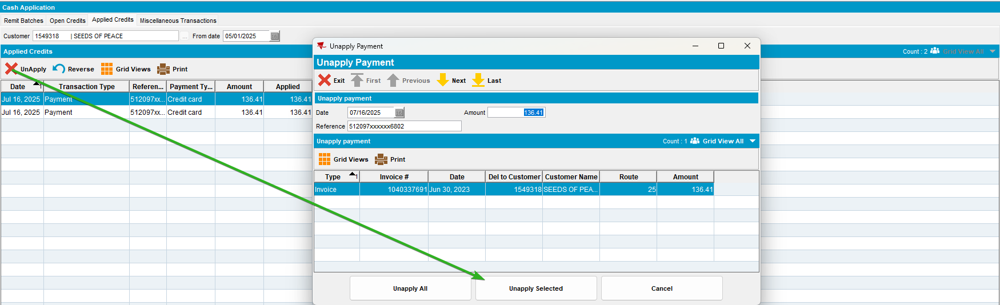 Cash Application
Remit Batches Open Credits Applied Credits Miscellaneous Transactions
Customer 1549318 | SEEDS OF PEACE ... From date 05/01/2025 16
Applied Credits Count : 2 Grid View All
UnApply Reverse Grid Views Print
Date 1 Transaction Type Referen... Payment Ty... Amount Applied
Jul 16, 2025 Payment 512097xx... Credit card 136.41 136.41
Jul 16, 2025 Payment 512097xx... Credit card 136.41 136.41
Unapply Payment
Unapply Payment
Exit First Previous Next Last
Unapply payment
Date 07/16/2025 16 Amount 136.41
Reference 512097xxxxxx6802
Unapply payment Count : 1 Grid View All
Grid Views Print
Type 1 Invoice # Date Del to Customer Customer Name Route Amount
Invoice 1040337691 Jun 30, 2023 1549318 SEEDS OF PEA... 25 136.41
Unapply All Unapply Selected Cancel